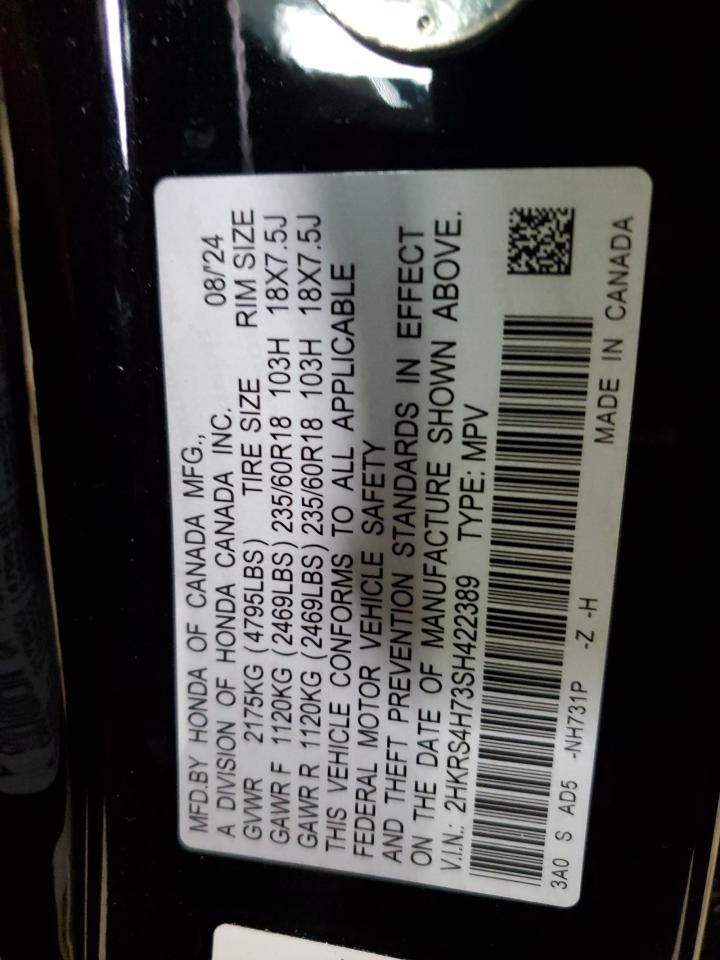 MFD.BY HONDA OF CANADA MFG.,
A DIVISION OF HONDA CANADA INC. 08/'24
GVWR 2175KG (4795LBS) TIRE SIZE RIM SIZE
GAWR F 1120KG (2469LBS) 235/60R18 103H 18X7.5J
GAWR R 1120KG (2469LBS) 235/60R18 103H 18X7.5J
THIS VEHICLE CONFORMS TO ALL APPLICABLE
FEDERAL MOTOR VEHICLE SAFETY
AND THEFT PREVENTION STANDARDS IN EFFECT
ON THE DATE OF MANUFACTURE SHOWN ABOVE.
V.I.N.: 2HKRS4H73SH422389 TYPE: MPV
3A0 S AD5 -NH731P -Z -H
MADE IN CANADA